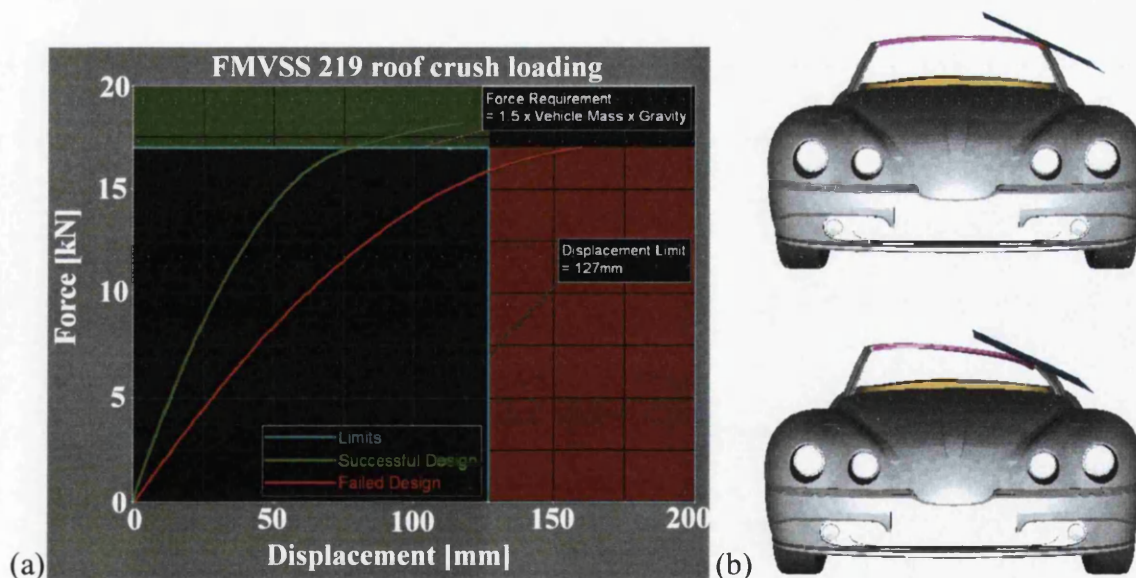 FMVSS 219 roof crush loading
20
15
10
5
0
Force [kN]
Force Requirement
= 1.5 x Vehicle Mass x Gravity
Displacement Limit
= 127mm
Limits
Successful Design
Failed Design
0 50 100 150 200
Displacement [mm]
(a)
(b)